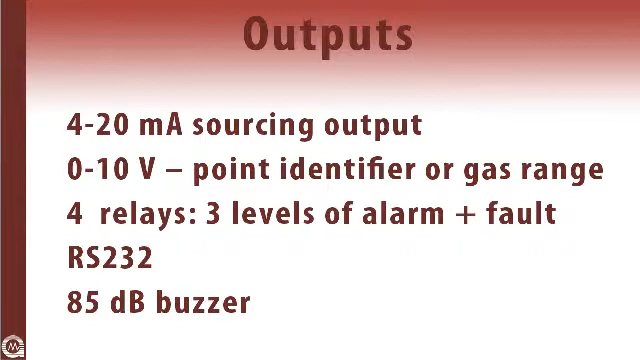 Outputs
4-20 mA sourcing output
0-10 V – point identifier or gas range
4 relays: 3 levels of alarm + fault
RS232
85 dB buzzer